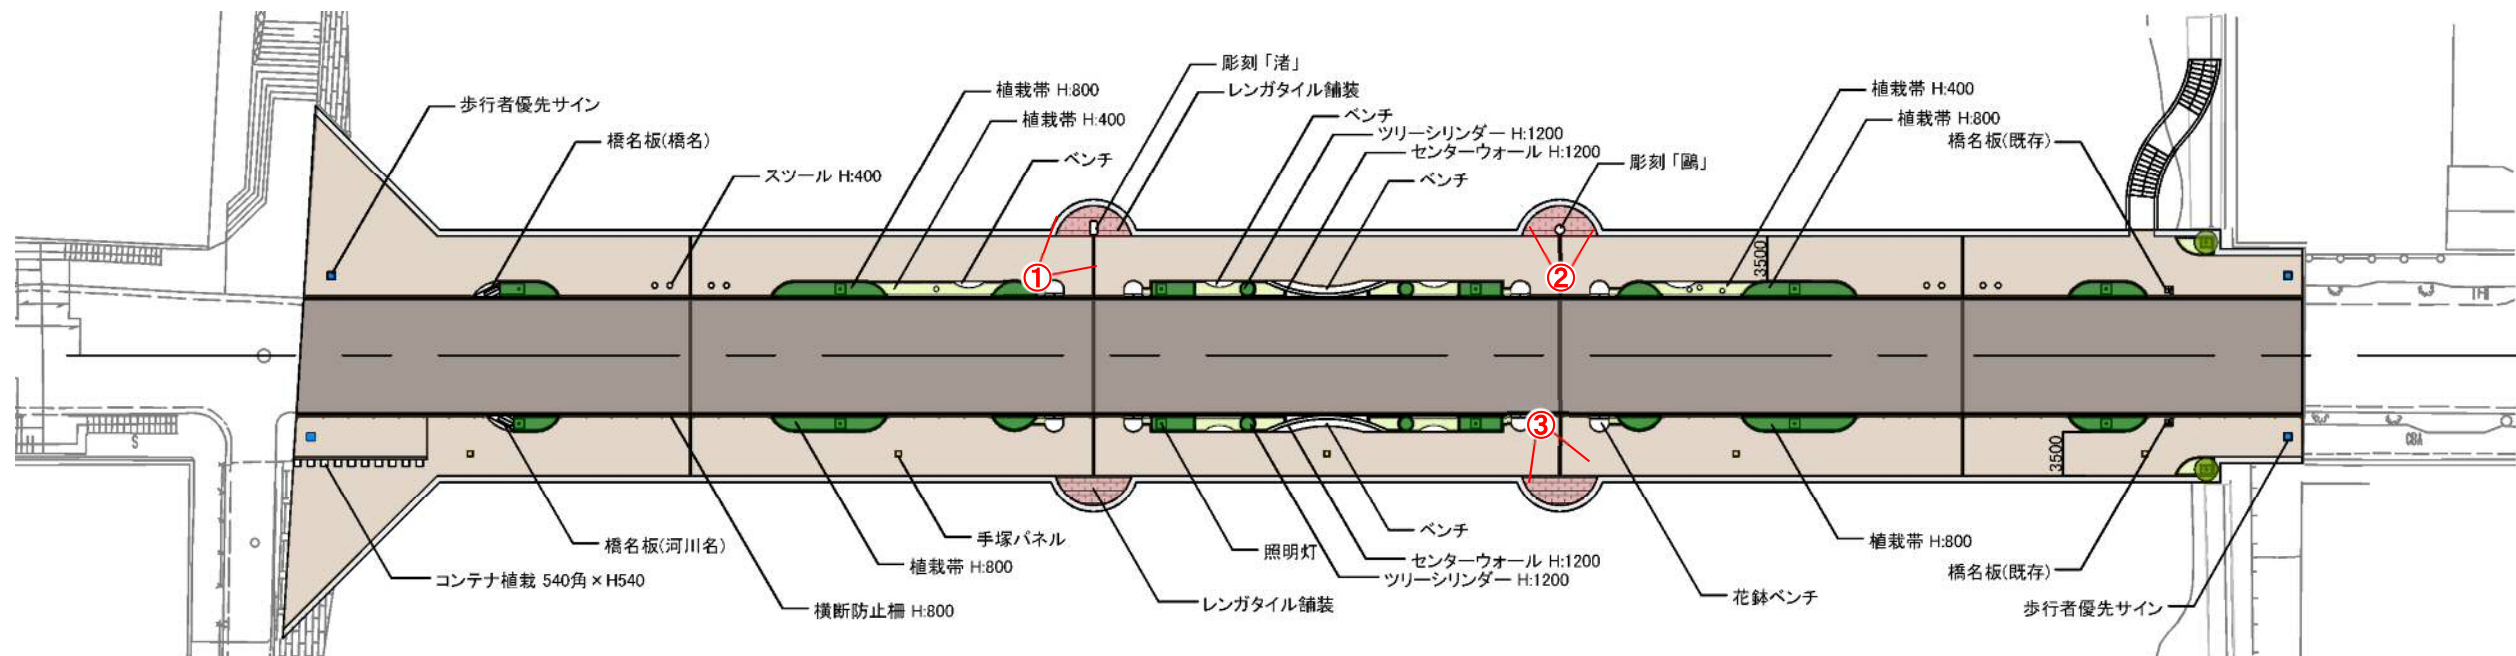 彫刻「渚」
植栽帯 H:800
レンガタイル舗装
植栽帯 H:400
歩行者優先サイン
植栽帯 H:400
ベンチ
植栽帯 H:800
橋名板(橋名)
ツリーシリンダー H:1200
橋名板(既存)
センターウォール H:1200
ベンチ
彫刻「鷗」
スツール H:400
ベンチ
3500
①
②
③
S
3500
CBA
手塚パネル
ベンチ
橋名板(河川名)
照明灯
植栽帯 H:800
植栽帯 H:800
センターウォール H:1200
コンテナ植栽 540角×H540
ツリーシリンダー H:1200
橋名板(既存)
花鉢ベンチ
横断防止柵 H:800
レンガタイル舗装
歩行者優先サイン